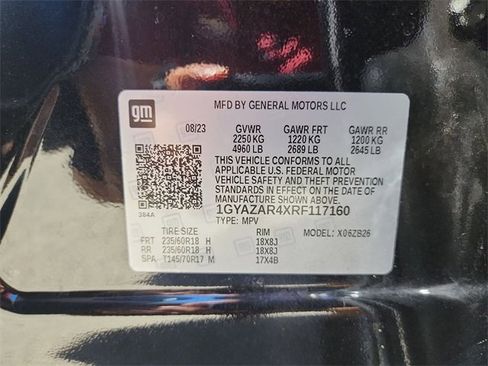 gm
MFD BY GENERAL MOTORS LLC
08/23 GVWR GAWR FRT GAWR RR
2250 KG 1220 KG 1200 KG
4960 LB 2689 LB 2645 LB
THIS VEHICLE CONFORMS TO ALL
APPLICABLE U.S. FEDERAL MOTOR
VEHICLE SAFETY AND THEFT
PREVENTION STANDARDS IN EFFECT
ON THE DATE OF
MANUFACTURE SHOWN ABOVE.
384A
1GYAZAR4XRF117160
TYPE: MPV
TIRE SIZE RIM MODEL: X06ZB26
FRT 235/60R18 H 18X8J
RR 235/60R18 H 18X8J
SPA T145/70R17 M 17X4B